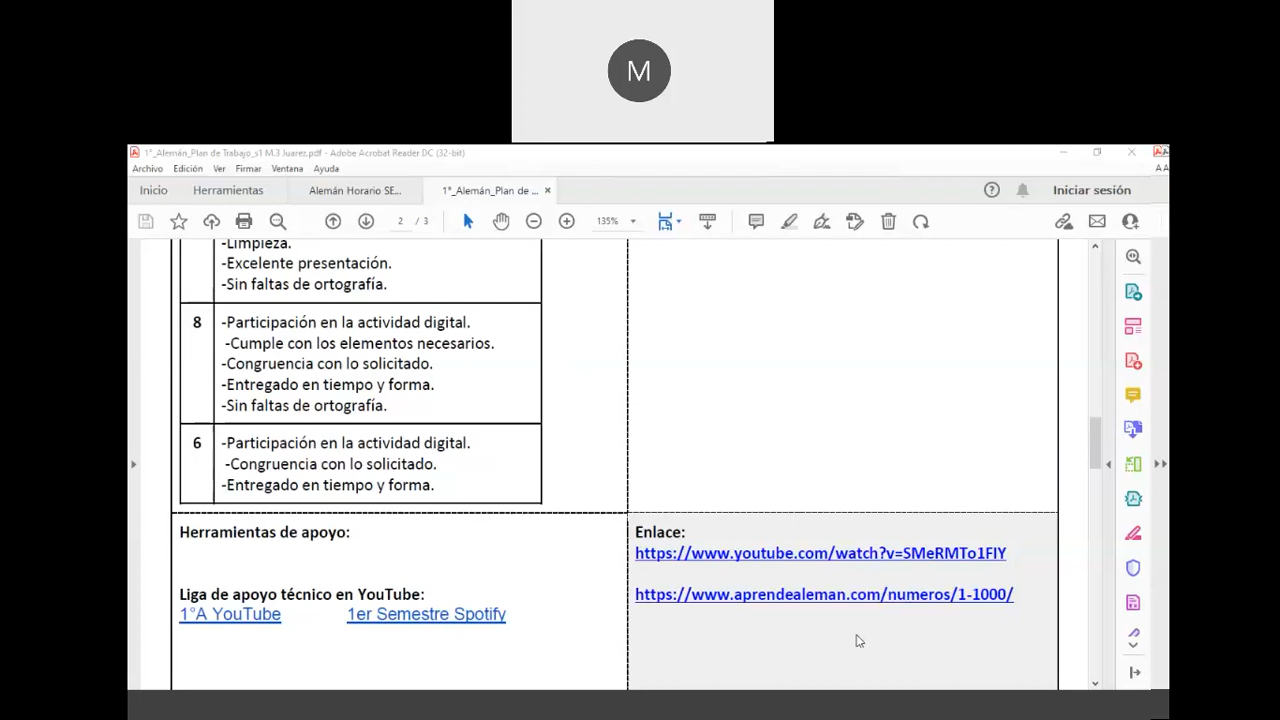 M
1°_Alemán_Plan de Trabajo_s1 M.3 Juarez.pdf - Adobe Acrobat Reader DC (32-bit)
Archivo Edición Ver Firmar Ventana Ayuda
Inicio Herramientas Alemán Horario SE... 1°_Alemán_Plan de ... × Iniciar sesión
2 / 3 135%
-Limpieza.
-Excelente presentación.
-Sin faltas de ortografía.
8
-Participación en la actividad digital.
-Cumple con los elementos necesarios.
-Congruencia con lo solicitado.
-Entregado en tiempo y forma.
-Sin faltas de ortografía.
6
-Participación en la actividad digital.
-Congruencia con lo solicitado.
-Entregado en tiempo y forma.
Herramientas de apoyo:
Liga de apoyo técnico en YouTube:
1°A YouTube 1er Semestre Spotify
Enlace:
https://www.youtube.com/watch?v=SMeRMTo1FIY
https://www.aprendealeman.com/numeros/1-1000/